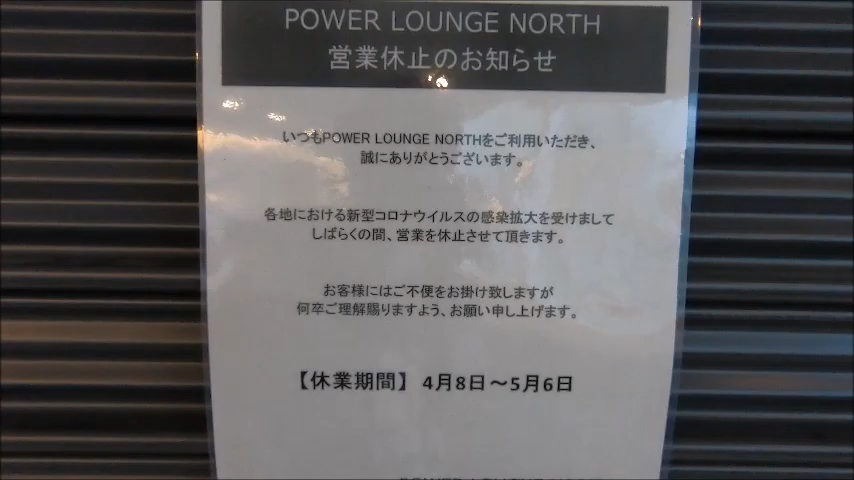 POWER LOUNGE NORTH
営業休止のお知らせ
いつもPOWER LOUNGE NORTHをご利用いただき、
誠にありがとうございます。
各地における新型コロナウイルスの感染拡大を受けまして
しばらくの間、営業を休止させて頂きます。
お客様にはご不便をお掛け致しますが
何卒ご理解賜りますよう、お願い申し上げます。
【休業期間】 4月8日～5月6日